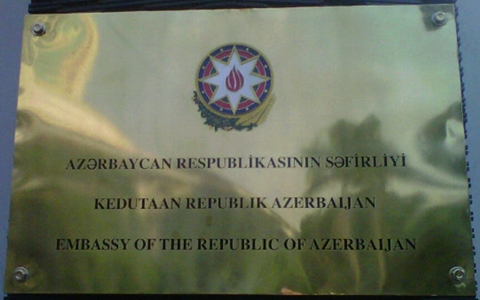 AZƏRBAYCAN RESPUBLİKASININ SƏFİRLİYİ
KEDUTAAN REPUBLIK AZERBAIJAN
EMBASSY OF THE REPUBLIC OF AZERBAIJAN